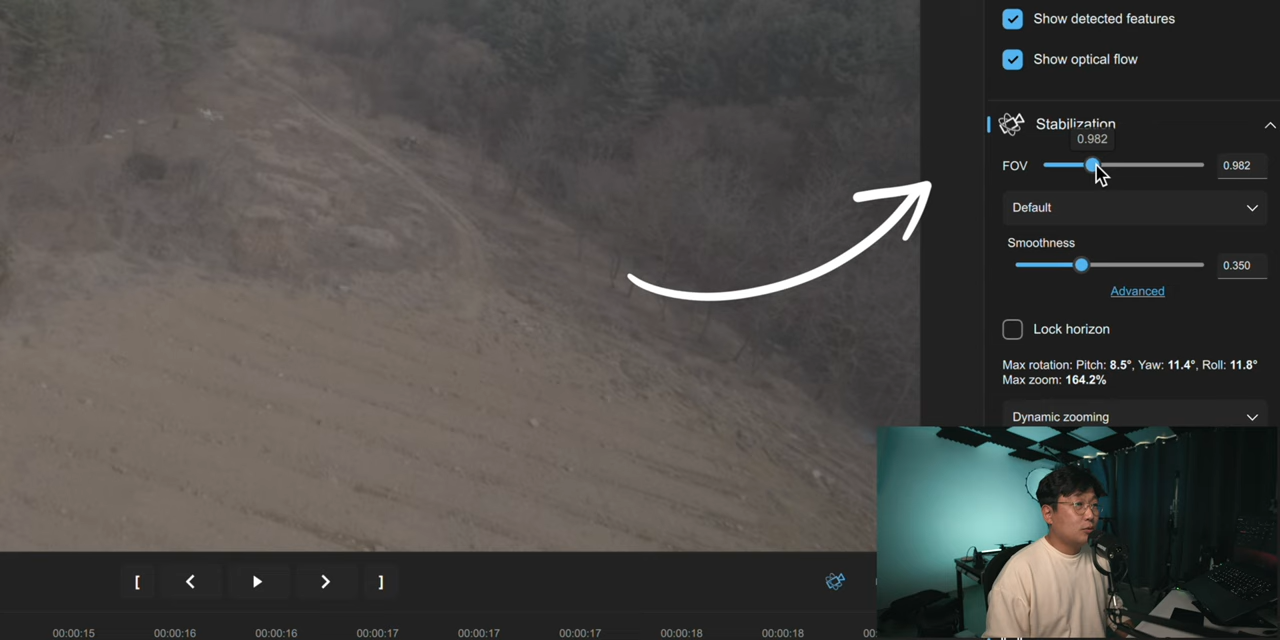 Show detected features
Show optical flow
Stabilization
0.982
FOV
0.982
Default
Smoothness
0.350
Advanced
Lock horizon
Max rotation: Pitch: 8.5°, Yaw: 11.4°, Roll: 11.8°
Max zoom: 164.2%
Dynamic zooming
[ ]
00:00:15 00:00:16 00:00:16 00:00:17 00:00:17 00:00:17 00:00:18 00:00:18 00: